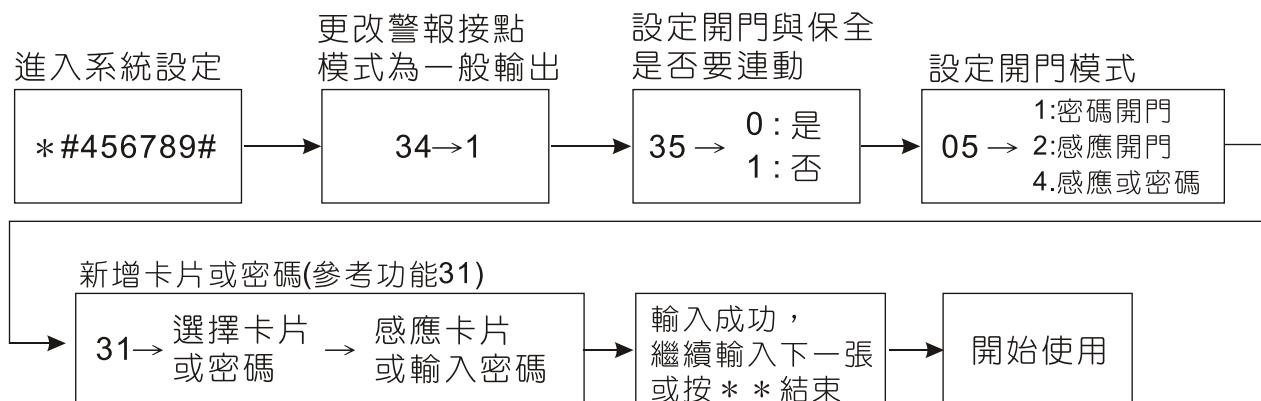 進入系統設定
*#456789#
更改警報接點
模式為一般輸出
34→1
設定開門與保全
是否要連動
35→
0:是
1:否
設定開門模式
05→
1:密碼開門
2:感應開門
4.感應或密碼
新增卡片或密碼(參考功能31)
31→
選擇卡片
或密碼
→
感應卡片
或輸入密碼
輸入成功,
繼續輸入下一張
或按**結束
開始使用